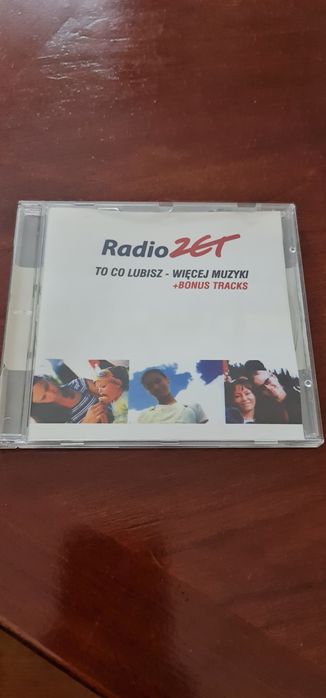 Radio ZET
TO CO LUBISZ - WIĘCEJ MUZYKI
+BONUS TRACKS